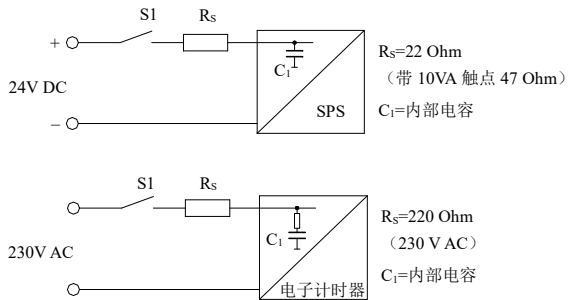 S1
Rs
+
24V DC
−
C1
SPS
Rs=22 Ohm
（带 10VA 触点 47 Ohm）
C1=内部电容
S1
Rs
230V AC
C1
电子计时器
Rs=220 Ohm
（230 V AC）
C1=内部电容